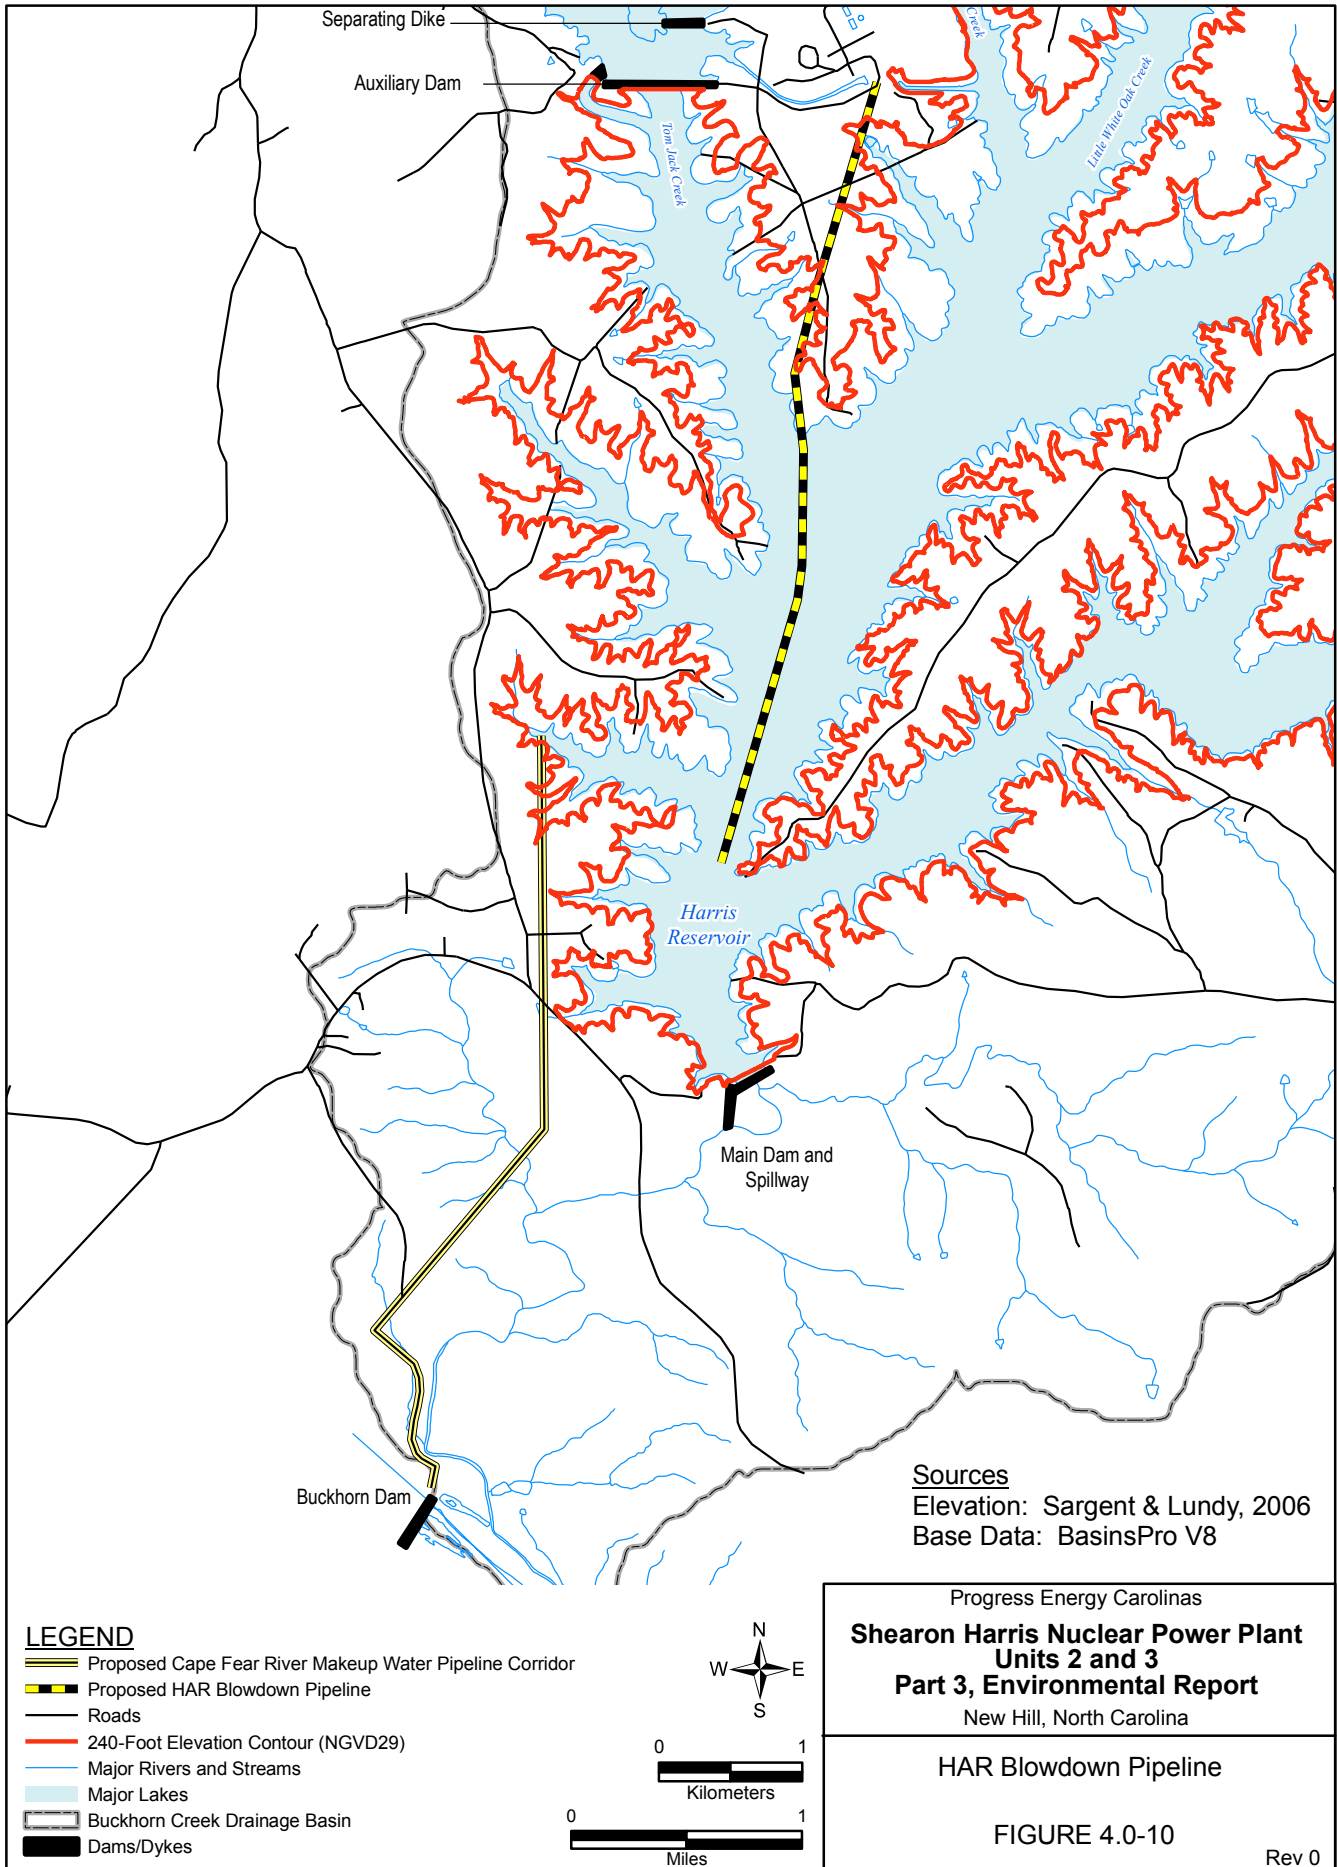 Separating Dike
Creek
Auxiliary Dam
Little White Oak Creek
Tom Jack Creek
Harris
Reservoir
Main Dam and
Spillway
Buckhorn Dam
Sources
Elevation: Sargent & Lundy, 2006
Base Data: BasinsPro V8
LEGEND
Proposed Cape Fear River Makeup Water Pipeline Corridor
Proposed HAR Blowdown Pipeline
Roads
240-Foot Elevation Contour (NGVD29)
Major Rivers and Streams
Major Lakes
Buckhorn Creek Drainage Basin
Dams/Dykes
N
W E
S
0 1
Kilometers
0 1
Miles
Progress Energy Carolinas
Shearon Harris Nuclear Power Plant
Units 2 and 3
Part 3, Environmental Report
New Hill, North Carolina
HAR Blowdown Pipeline
FIGURE 4.0-10
Rev 0